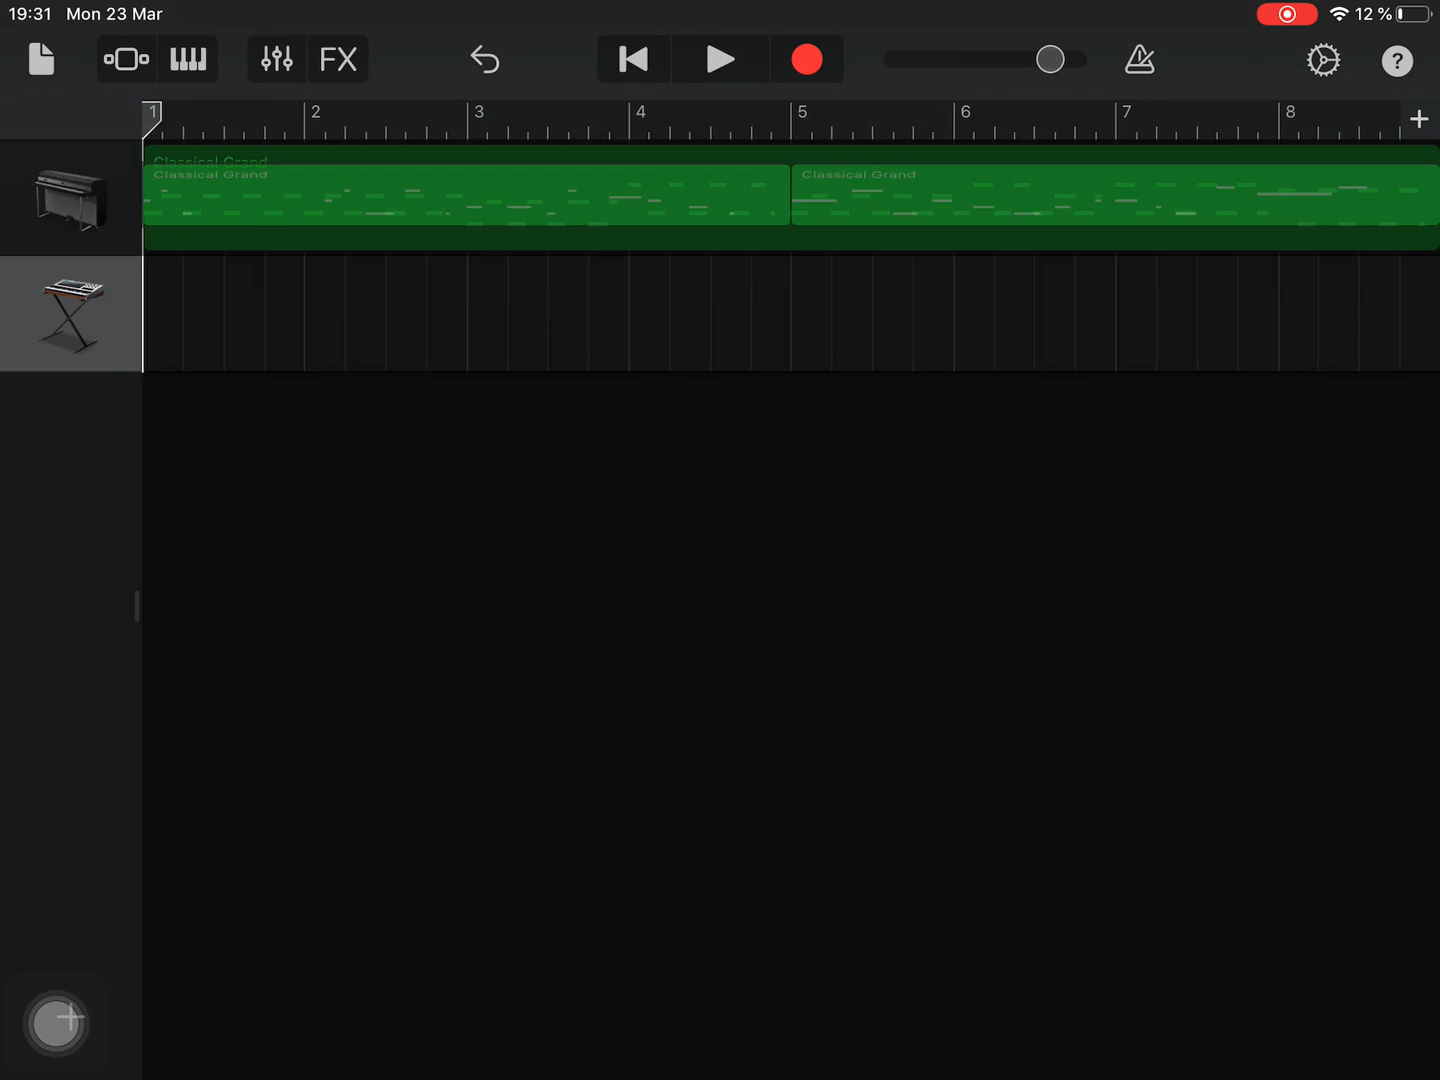 19:31 Mon 23 Mar
12 %
FX
?
1 2 3 4 5 6 7 8
Classical Grand
Classical Grand Classical Grand